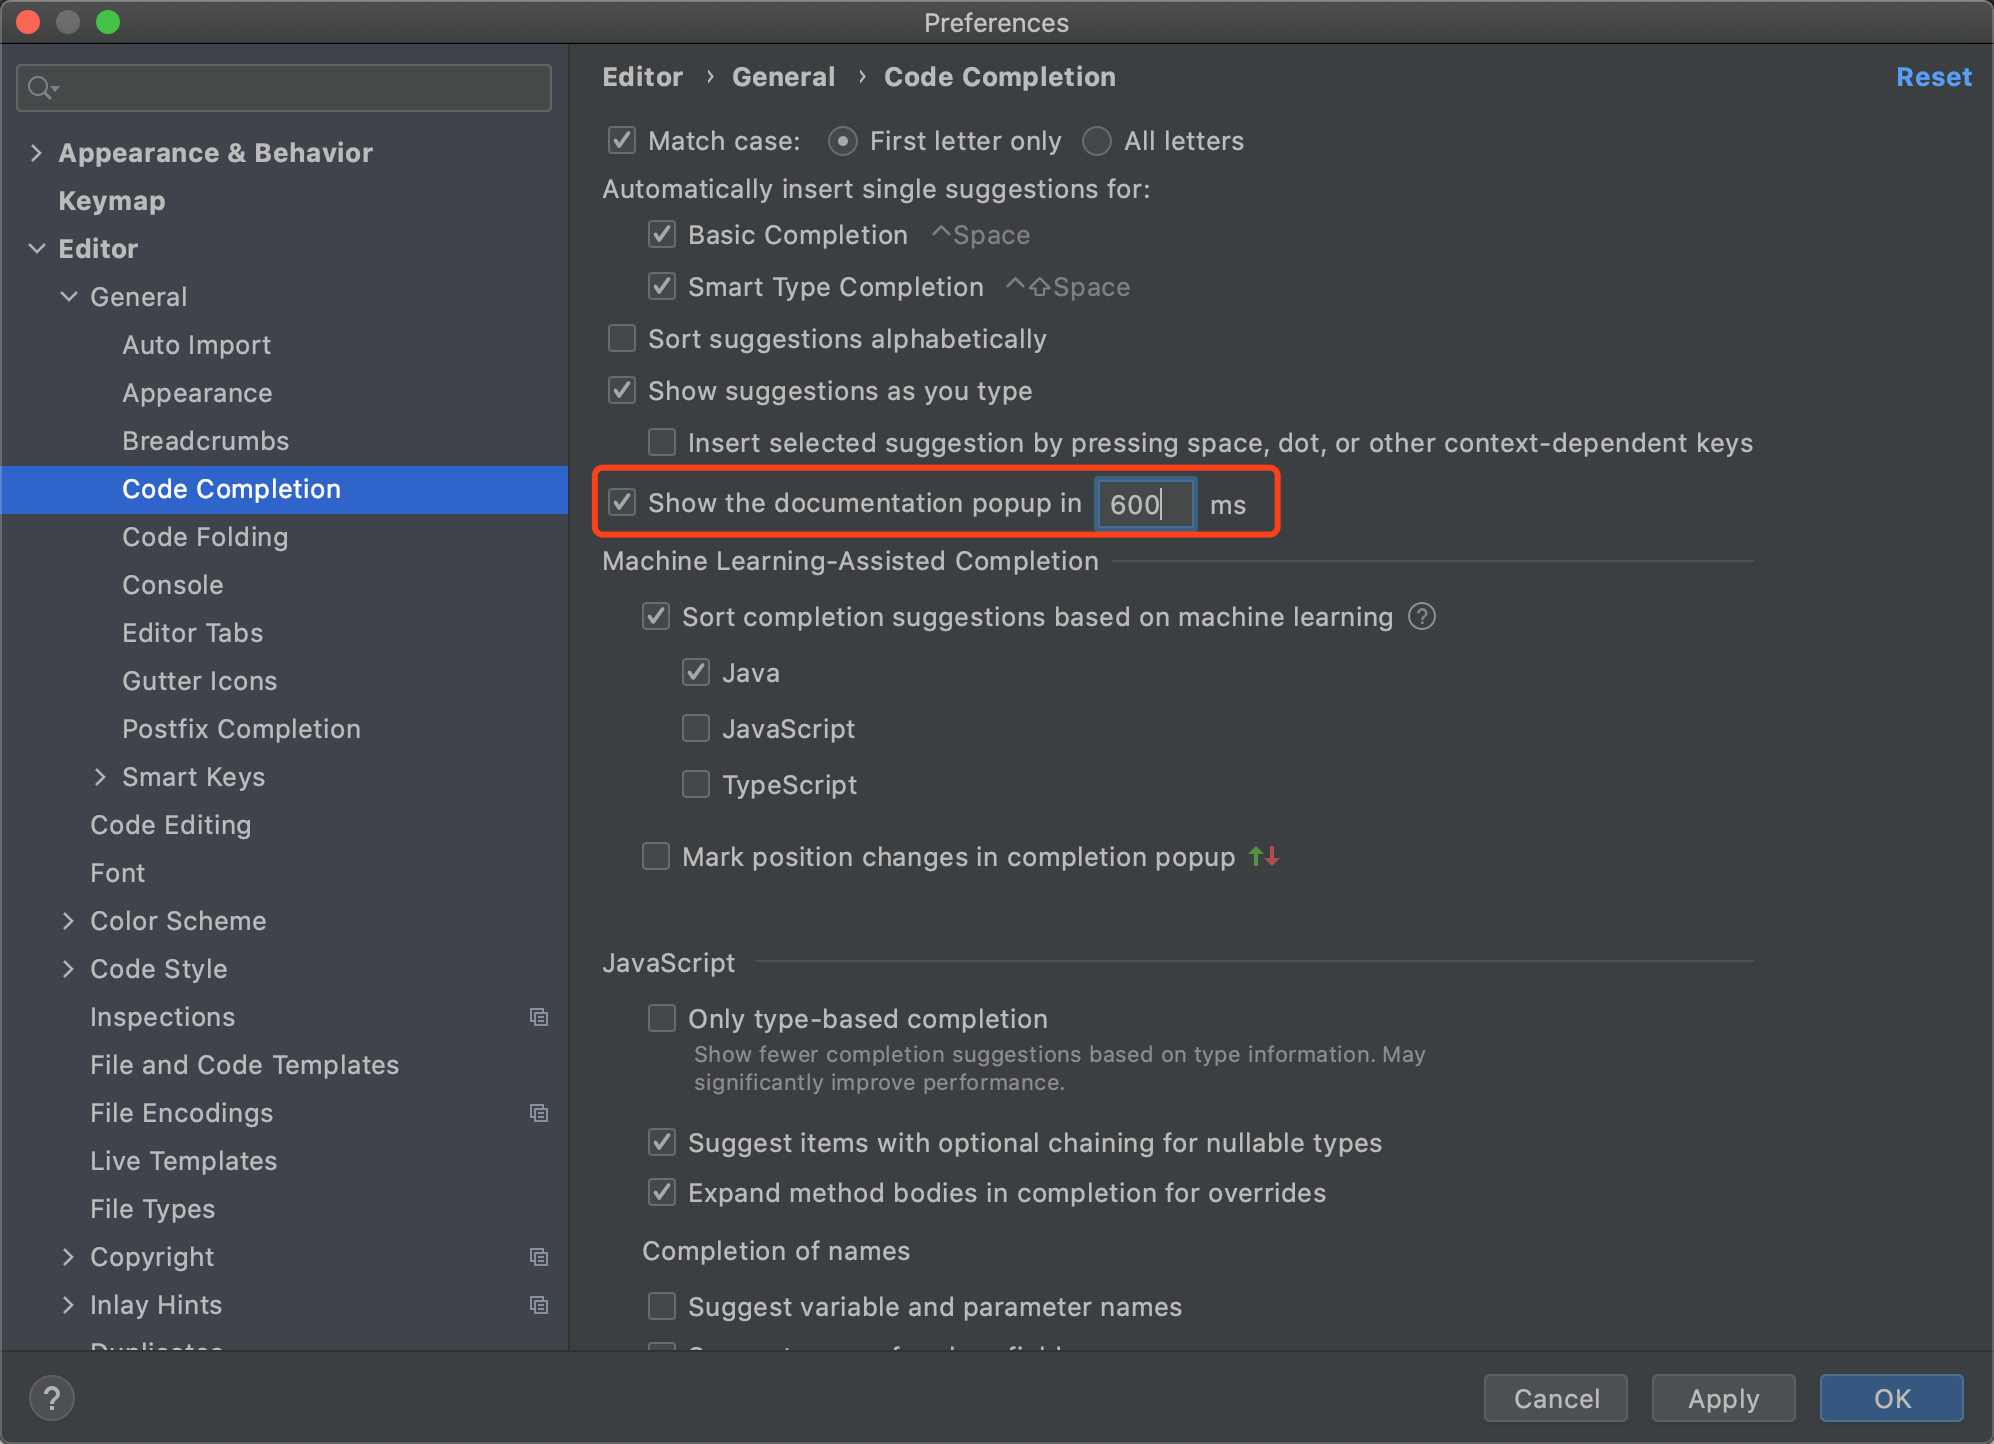 Preferences
Appearance & Behavior
Keymap
Editor
General
Auto Import
Appearance
Breadcrumbs
Code Completion
Code Folding
Console
Editor Tabs
Gutter Icons
Postfix Completion
Smart Keys
Code Editing
Font
Color Scheme
Code Style
Inspections
File and Code Templates
File Encodings
Live Templates
File Types
Copyright
Inlay Hints
Duplicates
Editor › General › Code Completion
Reset
Match case: First letter only All letters
Automatically insert single suggestions for:
Basic Completion ^Space
Smart Type Completion ^⇧Space
Sort suggestions alphabetically
Show suggestions as you type
Insert selected suggestion by pressing space, dot, or other context-dependent keys
Show the documentation popup in 600 ms
Machine Learning-Assisted Completion
Sort completion suggestions based on machine learning ?
Java
JavaScript
TypeScript
Mark position changes in completion popup
JavaScript
Only type-based completion
Show fewer completion suggestions based on type information. May
significantly improve performance.
Suggest items with optional chaining for nullable types
Expand method bodies in completion for overrides
Completion of names
Suggest variable and parameter names
? Cancel Apply OK